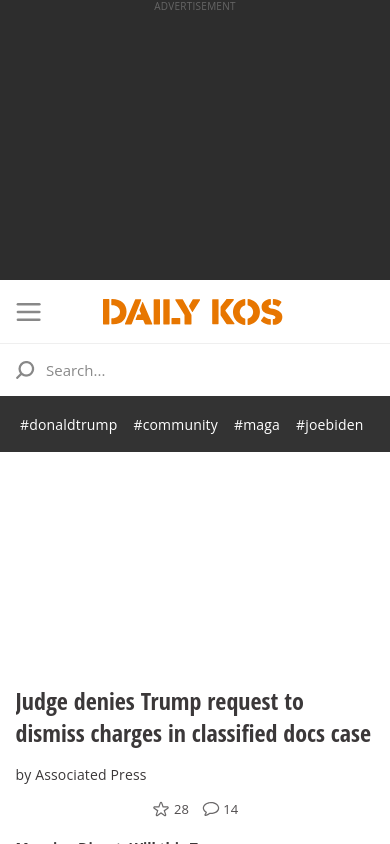 ADVERTISEMENT
DAILY KOS
Search...
#donaldtrump #community #maga #joebiden
Judge denies Trump request to
dismiss charges in classified docs case
by Associated Press
28 14